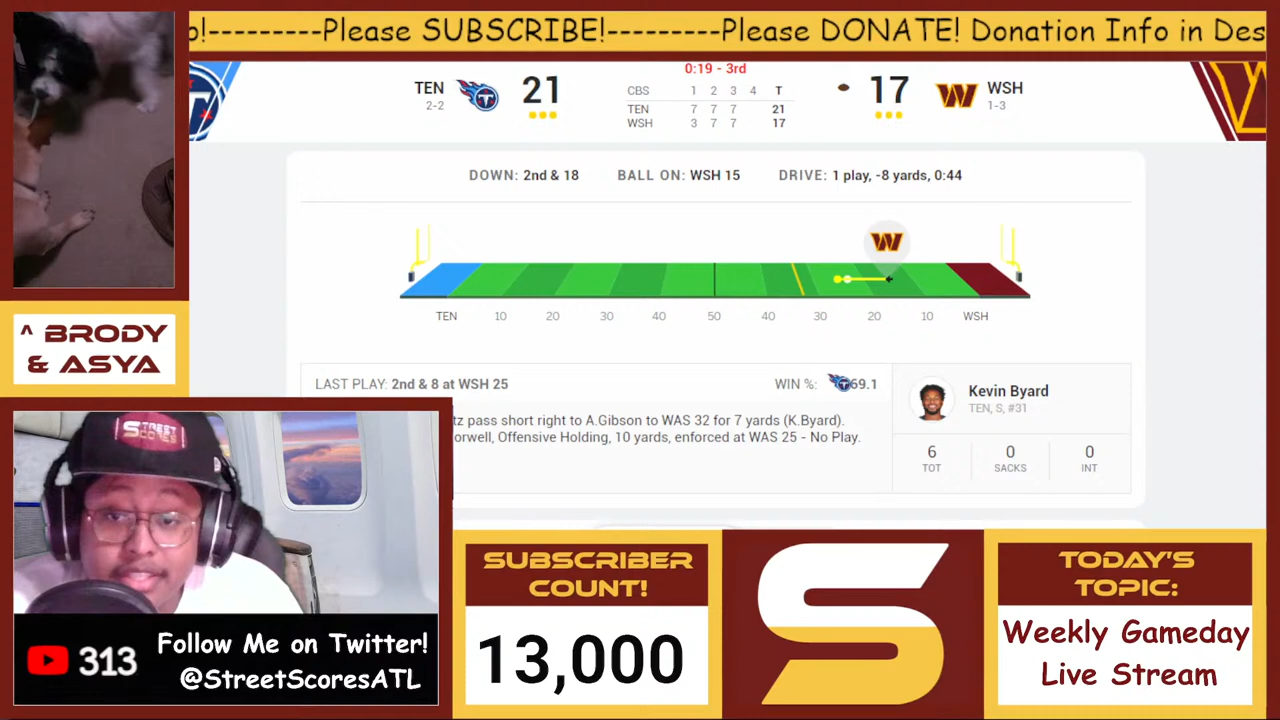 o!---------Please SUBSCRIBE!---------Please DONATE! Donation Info in Des
TEN
2-2
21
0:19 - 3rd
CBS 1 2 3 4 T
TEN 7 7 7 21
WSH 3 7 7 17
17
WSH
1-3
DOWN: 2nd & 18
BALL ON: WSH 15
DRIVE: 1 play, -8 yards, 0:44
W
TEN 10 20 30 40 50 40 30 20 10 WSH
^ BRODY
& ASYA
LAST PLAY: 2nd & 8 at WSH 25
WIN %: 69.1
tz pass short right to A.Gibson to WAS 32 for 7 yards (K.Byard).
orwell, Offensive Holding, 10 yards, enforced at WAS 25 - No Play.
Kevin Byard
TEN, S, #31
6 0 0
TOT SACKS INT
STREET
SCORES
313
Follow Me on Twitter!
@StreetScoresATL
SUBSCRIBER
COUNT!
13,000
S
TODAY'S
TOPIC:
Weekly Gameday
Live Stream